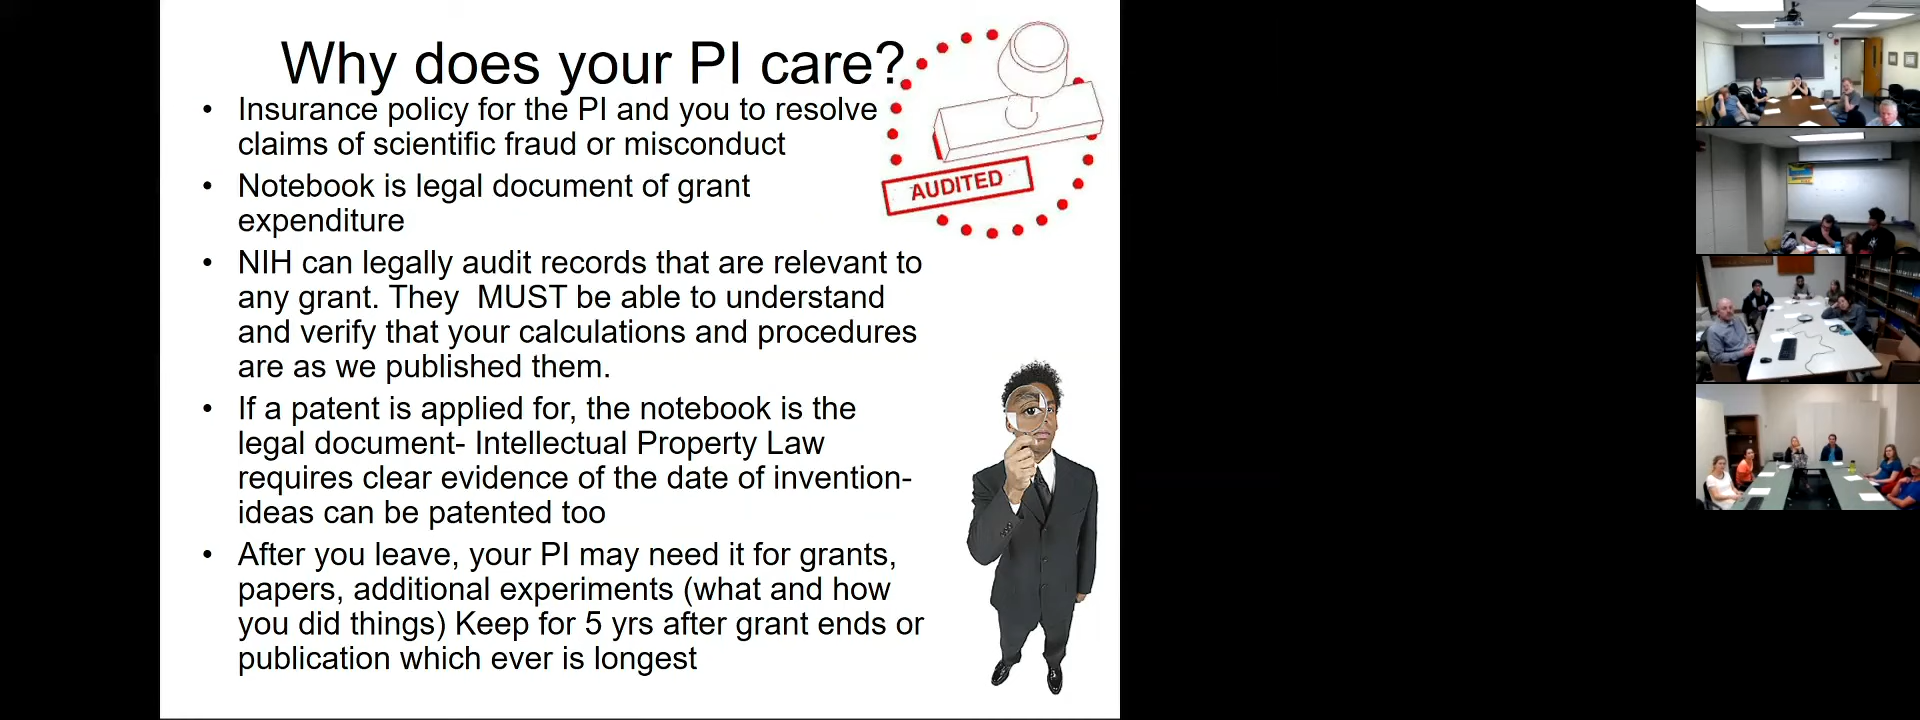 Why does your PI care?
• Insurance policy for the PI and you to resolve
claims of scientific fraud or misconduct
• Notebook is legal document of grant
expenditure
• NIH can legally audit records that are relevant to
any grant. They  MUST be able to understand
and verify that your calculations and procedures
are as we published them.
• If a patent is applied for, the notebook is the
legal document- Intellectual Property Law
requires clear evidence of the date of invention-
ideas can be patented too
• After you leave, your PI may need it for grants,
papers, additional experiments (what and how
you did things) Keep for 5 yrs after grant ends or
publication which ever is longest
AUDITED